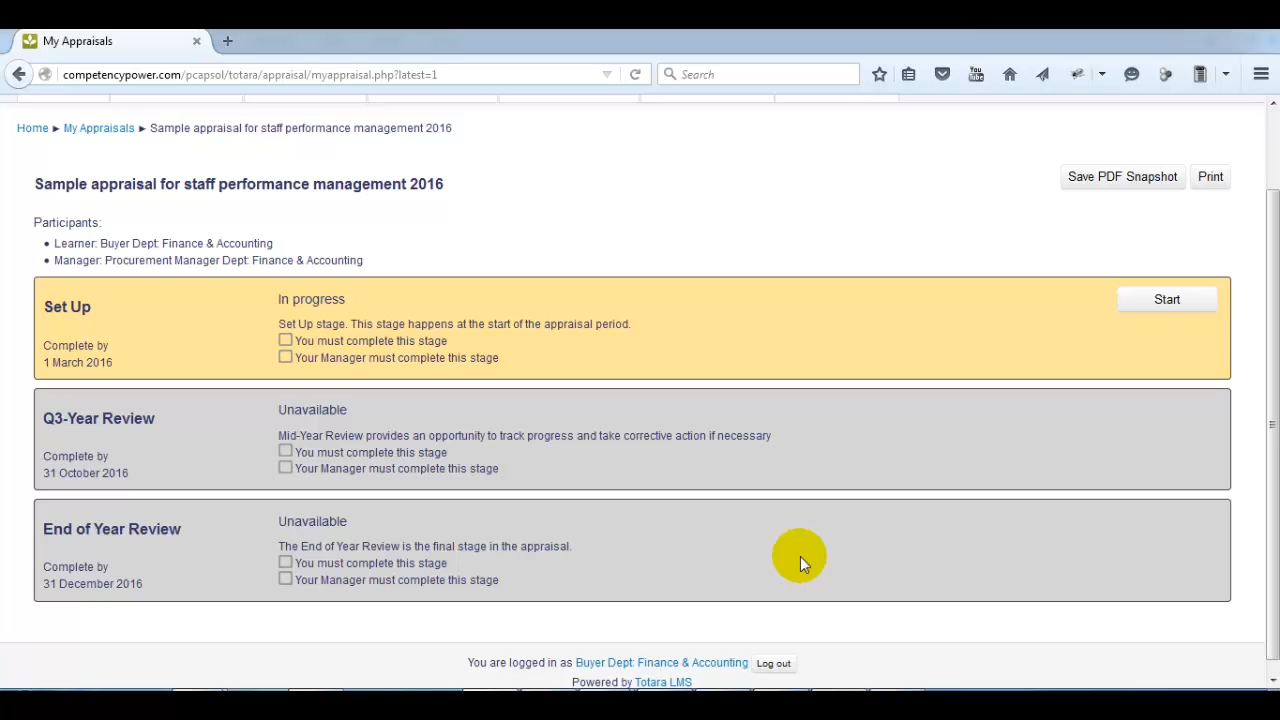 My Appraisals
competencypower.com/pcapsol/totara/appraisal/myappraisal.php?latest=1
Search
You Tube
Home ► My Appraisals ► Sample appraisal for staff performance management 2016
Sample appraisal for staff performance management 2016
Save PDF Snapshot
Print
Participants:
• Learner: Buyer Dept: Finance & Accounting
• Manager: Procurement Manager Dept: Finance & Accounting
Set Up
Complete by
1 March 2016
In progress
Set Up stage. This stage happens at the start of the appraisal period.
You must complete this stage
Your Manager must complete this stage
Start
Q3-Year Review
Complete by
31 October 2016
Unavailable
Mid-Year Review provides an opportunity to track progress and take corrective action if necessary
You must complete this stage
Your Manager must complete this stage
End of Year Review
Complete by
31 December 2016
Unavailable
The End of Year Review is the final stage in the appraisal.
You must complete this stage
Your Manager must complete this stage
You are logged in as Buyer Dept: Finance & Accounting
Log out
Powered by Totara LMS